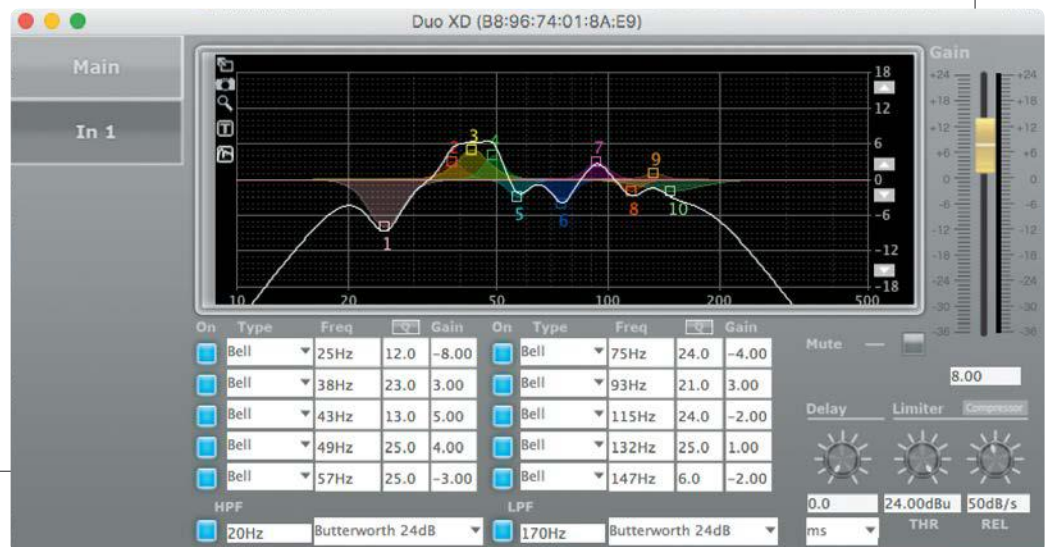 Duo XD (B8:96:74:01:8A:E9)
Main
In 1
T
18
12
6
0
-6
-12
-18
10 20 50 100 200 500
1
2
3
4
5
6
7
8
9
10
Gain
+24 +24
+18 +18
+12 +12
+6 +6
0 0
-6 -6
-12 -12
-18 -18
-24 -24
-30 -30
-36 -36
On Type Freq Q Gain On Type Freq Q Gain
Bell 25Hz 12.0 -8.00 Bell 75Hz 24.0 -4.00
Bell 38Hz 23.0 3.00 Bell 93Hz 21.0 3.00
Bell 43Hz 13.0 5.00 Bell 115Hz 24.0 -2.00
Bell 49Hz 25.0 4.00 Bell 132Hz 25.0 1.00
Bell 57Hz 25.0 -3.00 Bell 147Hz 6.0 -2.00
HPF LPF
20Hz Butterworth 24dB 170Hz Butterworth 24dB
Mute
8.00
Delay Limiter Compressor
0.0 24.00dBu 50dB/s
ms THR REL